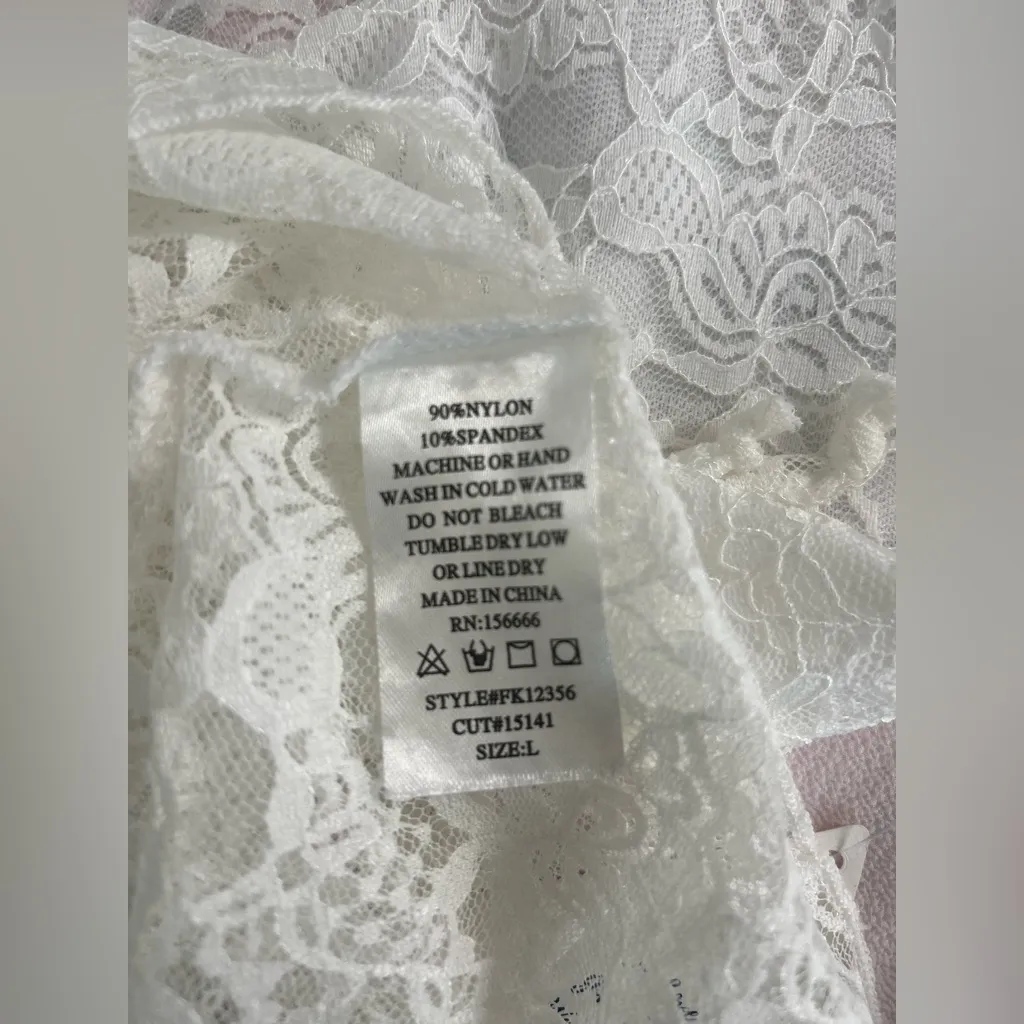 90%NYLON
10%SPANDEX
MACHINE OR HAND
WASH IN COLD WATER
DO NOT BLEACH
TUMBLE DRY LOW
OR LINE DRY
MADE IN CHINA
RN:156666
STYLE#FK12356
CUT#15141
SIZE:L